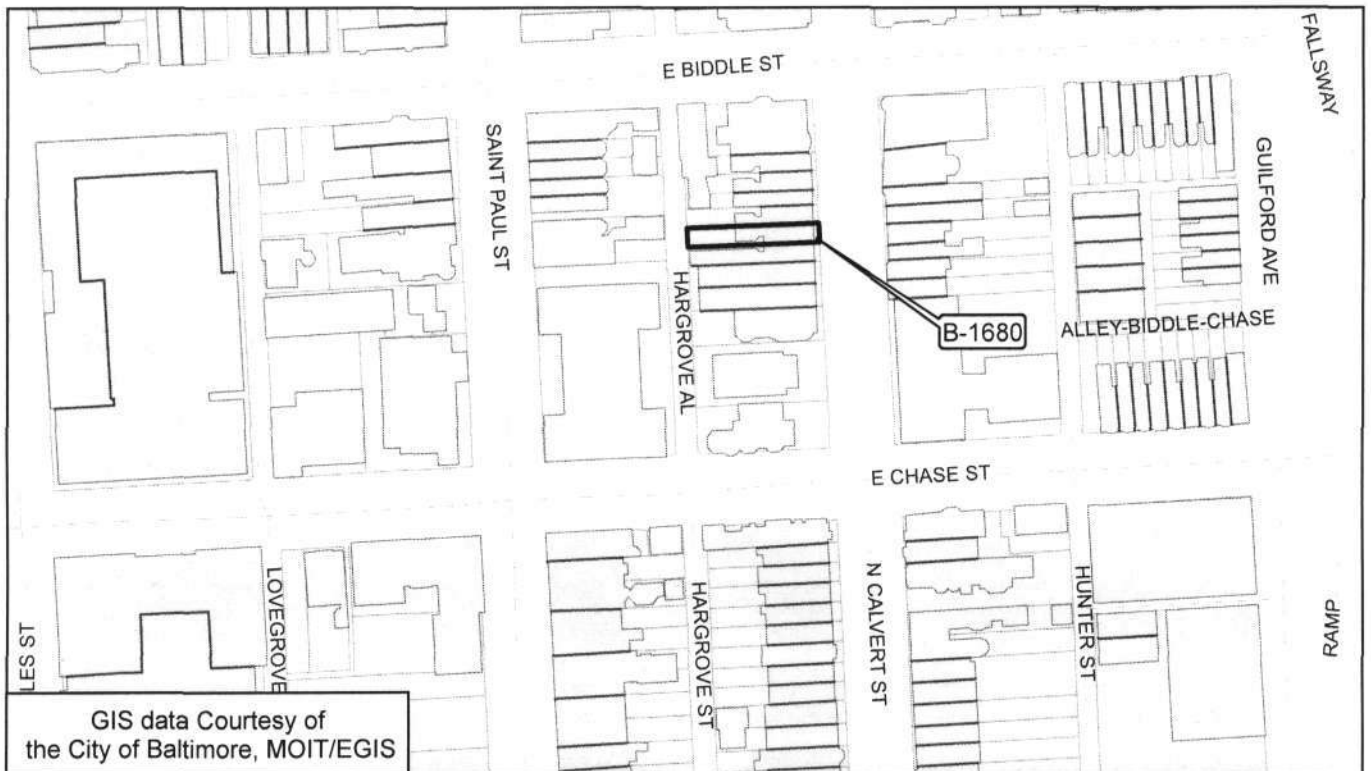 FALLSWAY
E BIDDLE ST
SAINT PAUL ST
GUILFORD AVE
HARGROVE AL
B-1680
ALLEY-BIDDLE-CHASE
E CHASE ST
LES ST
LOVEGROVE
HARGROVE ST
N CALVERT ST
HUNTER ST
RAMP
GIS data Courtesy of
the City of Baltimore, MOIT/EGIS